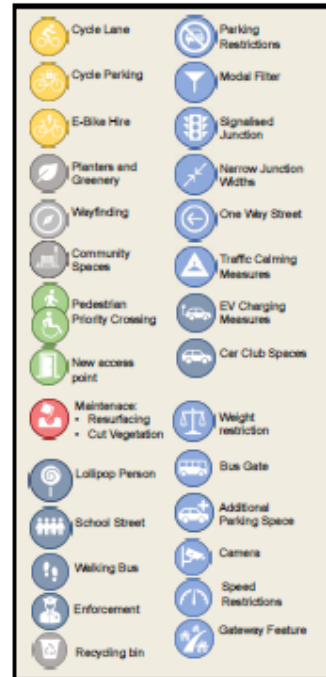 Cycle Lane
Cycle Parking
E-Bike Hire
Planters and
Greenery
Wayfinding
Community
Spaces
Pedestrian
Priority Crossing
New access
point
Maintenace:
• Resurfacing
• Cut Vegetation
Lollipop Person
School Street
Walking Bus
Enforcement
Recycling bin
Parking
Restrictions
Modal Filter
Signalised
Junction
Narrow Junction
Widths
One Way Street
Traffic Calming
Measures
EV Charging
Measures
Car Club Spaces
Weight
restriction
Bus Gate
Additional
Parking Space
Camera
Speed
Restrictions
Gateway Feature